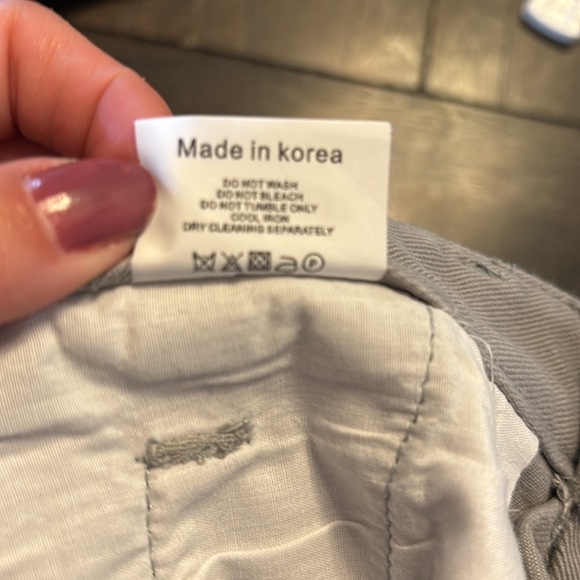 Made in korea
DO NOT WASH
DO NOT BLEACH
DO NOT TUMBLE ONLY
COOL IRON
DRY CLEANING SEPARATELY
P